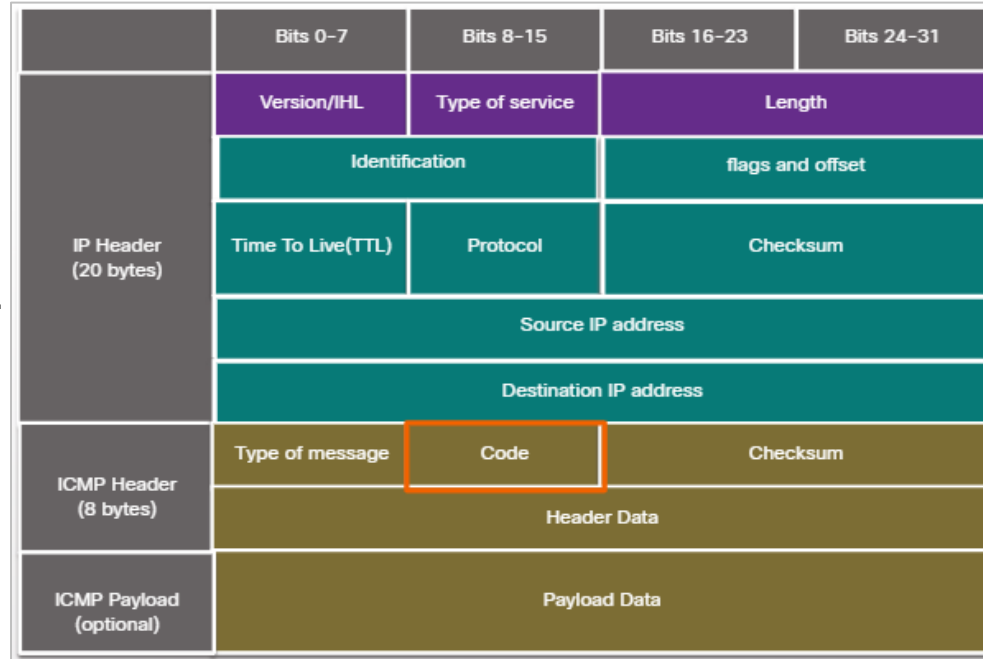 Bits 0-7 Bits 8-15 Bits 16-23 Bits 24-31
Version/IHL Type of service Length
Identification flags and offset
IP Header
(20 bytes)
Time To Live(TTL) Protocol Checksum
Source IP address
Destination IP address
ICMP Header
(8 bytes)
Type of message Code Checksum
Header Data
ICMP Payload
(optional)
Payload Data